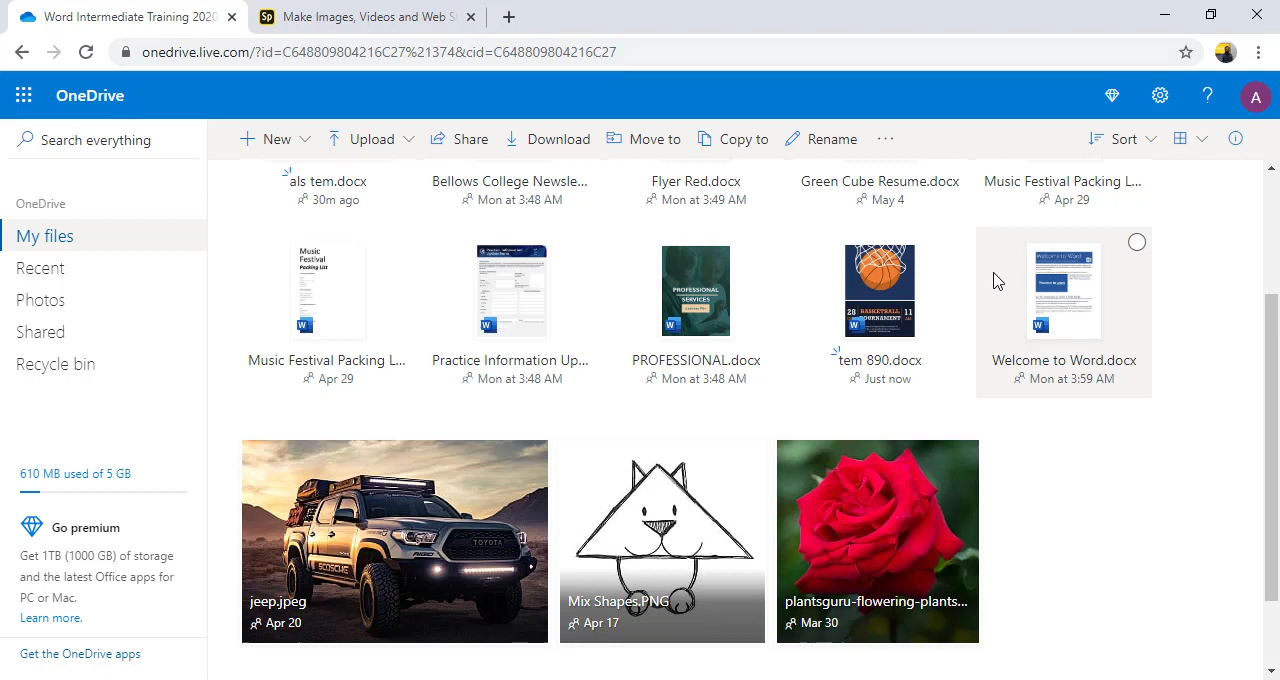 Word Intermediate Training 2020
Sp Make Images, Videos and Web S
onedrive.live.com/?id=C648809804216C27%21374&cid=C648809804216C27
OneDrive
A
Search everything
New Upload Share Download Move to Copy to Rename ··· Sort
OneDrive
My files
Recent
Photos
Shared
Recycle bin
610 MB used of 5 GB
Go premium
Get 1TB (1000 GB) of storage
and the latest Office apps for
PC or Mac.
Learn more.
Get the OneDrive apps
als tem.docx
30m ago
Bellows College Newsle...
Mon at 3:48 AM
Flyer Red.docx
Mon at 3:49 AM
Green Cube Resume.docx
May 4
Music Festival Packing L...
Apr 29
Music
Festival
Packing List
W
Music Festival Packing L...
Apr 29
W
Practice Information Up...
Mon at 3:48 AM
PROFESSIONAL
SERVICES
W
PROFESSIONAL.docx
Mon at 3:48 AM
28 BASKETBALL 11
TOURNAMENT
W
tem 890.docx
Just now
Welcome to Word
W
Welcome to Word.docx
Mon at 3:59 AM
TOYOTA
RIGID
SCOSCHE
jeep.jpeg
Apr 20
Mix Shapes.PNG
Apr 17
plantsguru-flowering-plants...
Mar 30